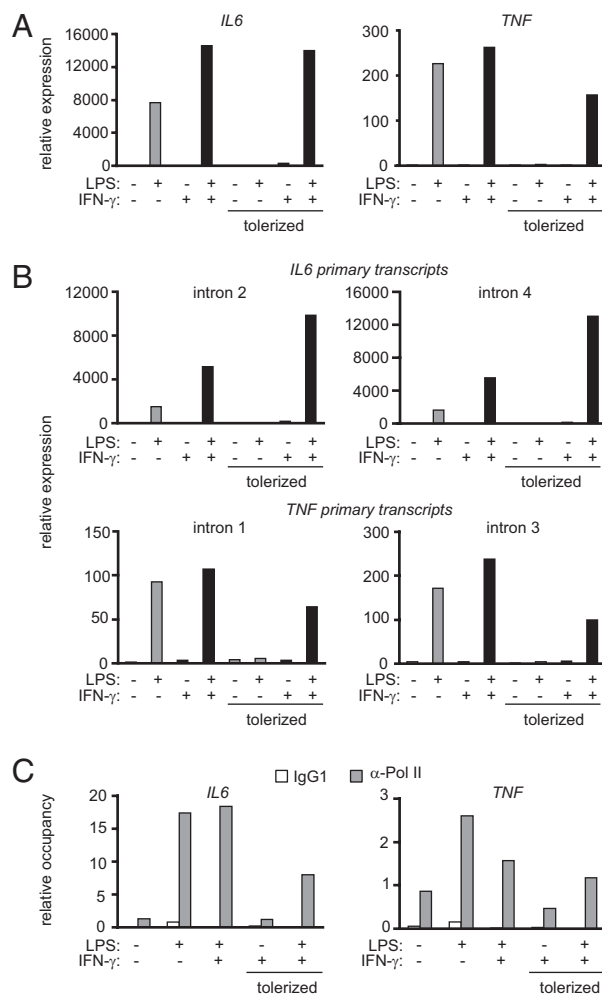 A
IL6 TNF
relative expression
16000 300
12000
200
8000
100
4000
0 0
LPS: - + - + - + - + LPS: - + - + - + - +
IFN-γ: - - + + - - + + IFN-γ: - - + + - - + +
tolerized tolerized
B
IL6 primary transcripts
intron 2 intron 4
relative expression
12000 16000
12000
8000
8000
4000
4000
0 0
LPS: - + - + - + - + LPS: - + - + - + - +
IFN-γ: - - + + - - + + IFN-γ: - - + + - - + +
tolerized tolerized
TNF primary transcripts
intron 1 intron 3
150 300
100 200
50 100
0 0
LPS: - + - + - + - + LPS: - + - + - + - +
IFN-γ: - - + + - - + + IFN-γ: - - + + - - + +
tolerized tolerized
C
IgG1 α-Pol II
IL6 TNF
relative occupancy
20 3
15
2
10
1
5
0 0
LPS: - + + - + LPS: - + + - +
IFN-γ: - - + + + IFN-γ: - - + + +
tolerized tolerized